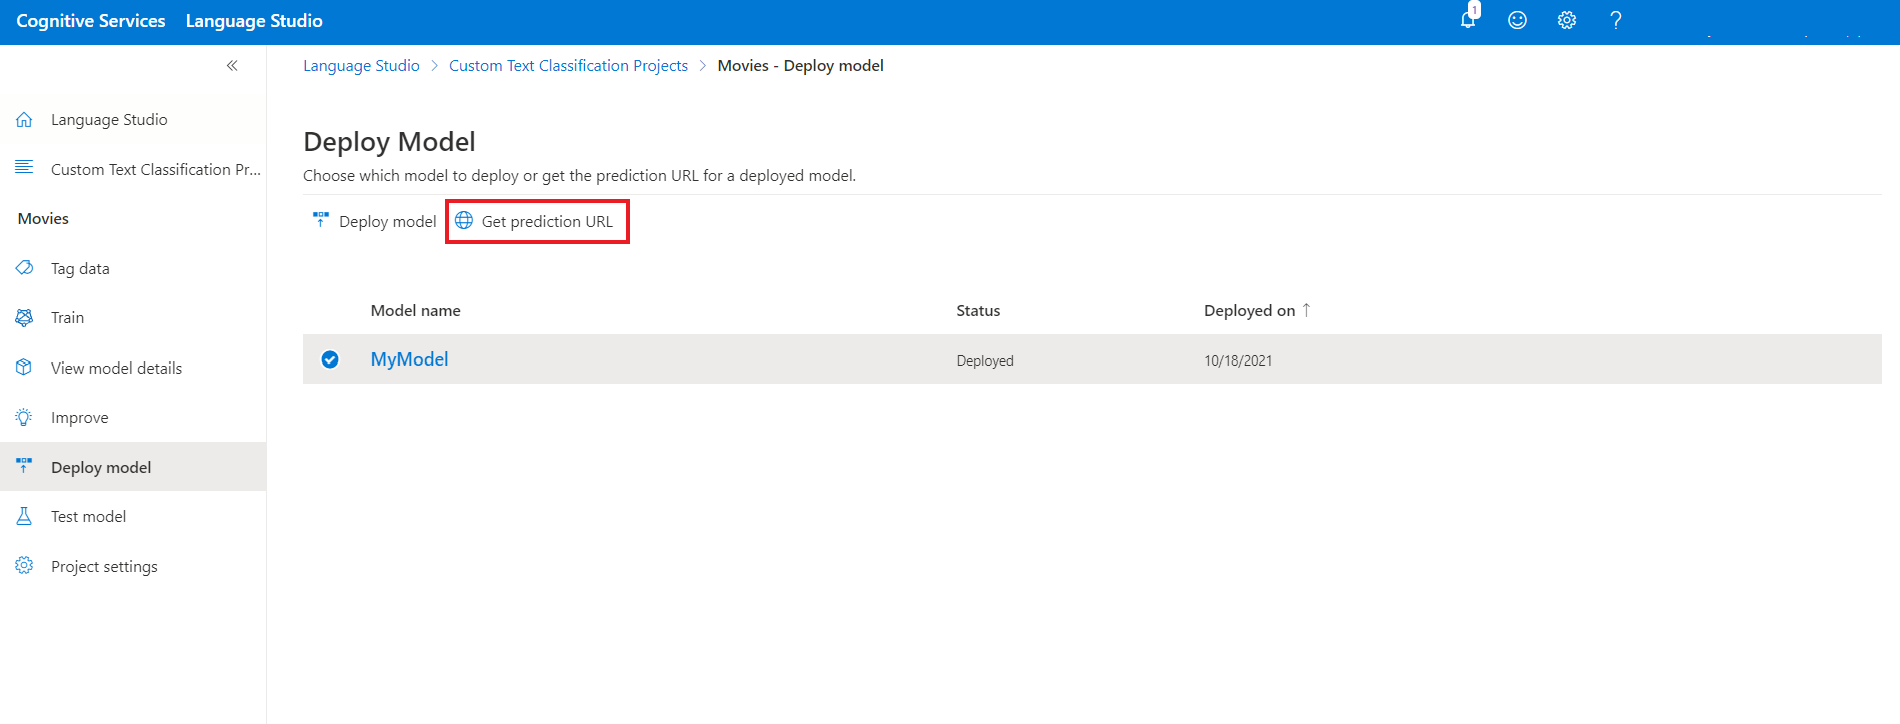 Cognitive Services Language Studio 1
Language Studio > Custom Text Classification Projects > Movies - Deploy model
Language Studio
Custom Text Classification Pr...
Movies
Tag data
Train
View model details
Improve
Deploy model
Test model
Project settings
Deploy Model
Choose which model to deploy or get the prediction URL for a deployed model.
Deploy model Get prediction URL
Model name Status Deployed on ↑
MyModel Deployed 10/18/2021